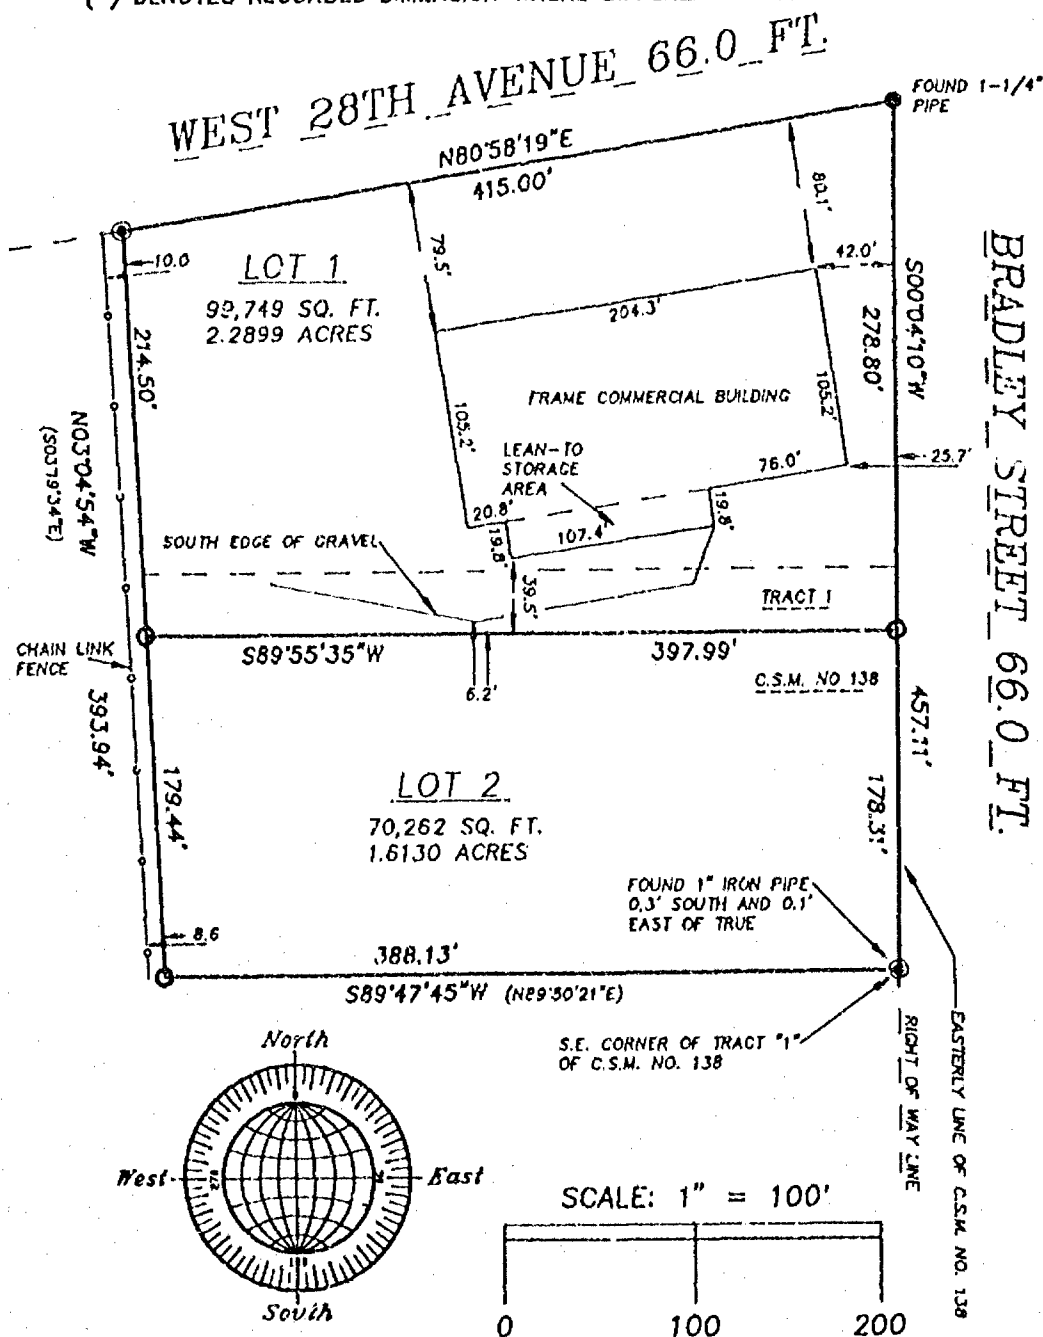 WEST 28TH AVENUE 66.0 FT.
FOUND 1-1/4"
PIPE
N80°58'19"E
415.00'
10.0
LOT 1
99,749 SQ. FT.
2.2899 ACRES
79.5'
80.1'
42.0'
204.3'
S00°04'10"W
278.80'
BRADLEY STREET 66.0 FT.
214.50'
N03°04'54"W
(S03°19'34"E)
105.2'
FRAME COMMERCIAL BUILDING
105.2'
LEAN-TO
STORAGE
AREA
76.0'
25.7'
20.8'
19.8'
107.4'
19.8'
SOUTH EDGE OF GRAVEL
39.5'
TRACT 1
CHAIN LINK
FENCE
S89°55'35"W
397.99'
6.2'
C.S.M. NO 138
393.94'
179.44'
457.11'
178.31'
LOT 2
70,262 SQ. FT.
1.6130 ACRES
FOUND 1" IRON PIPE
0.3' SOUTH AND 0.1'
EAST OF TRUE
8.6
388.13'
S89°47'45"W (N89°50'21"E)
S.E. CORNER OF TRACT "1"
OF C.S.M. NO. 138
RIGHT OF WAY LINE
EASTERLY LINE OF C.S.M. NO. 138
North
West
East
South
SCALE: 1" = 100'
0 100 200